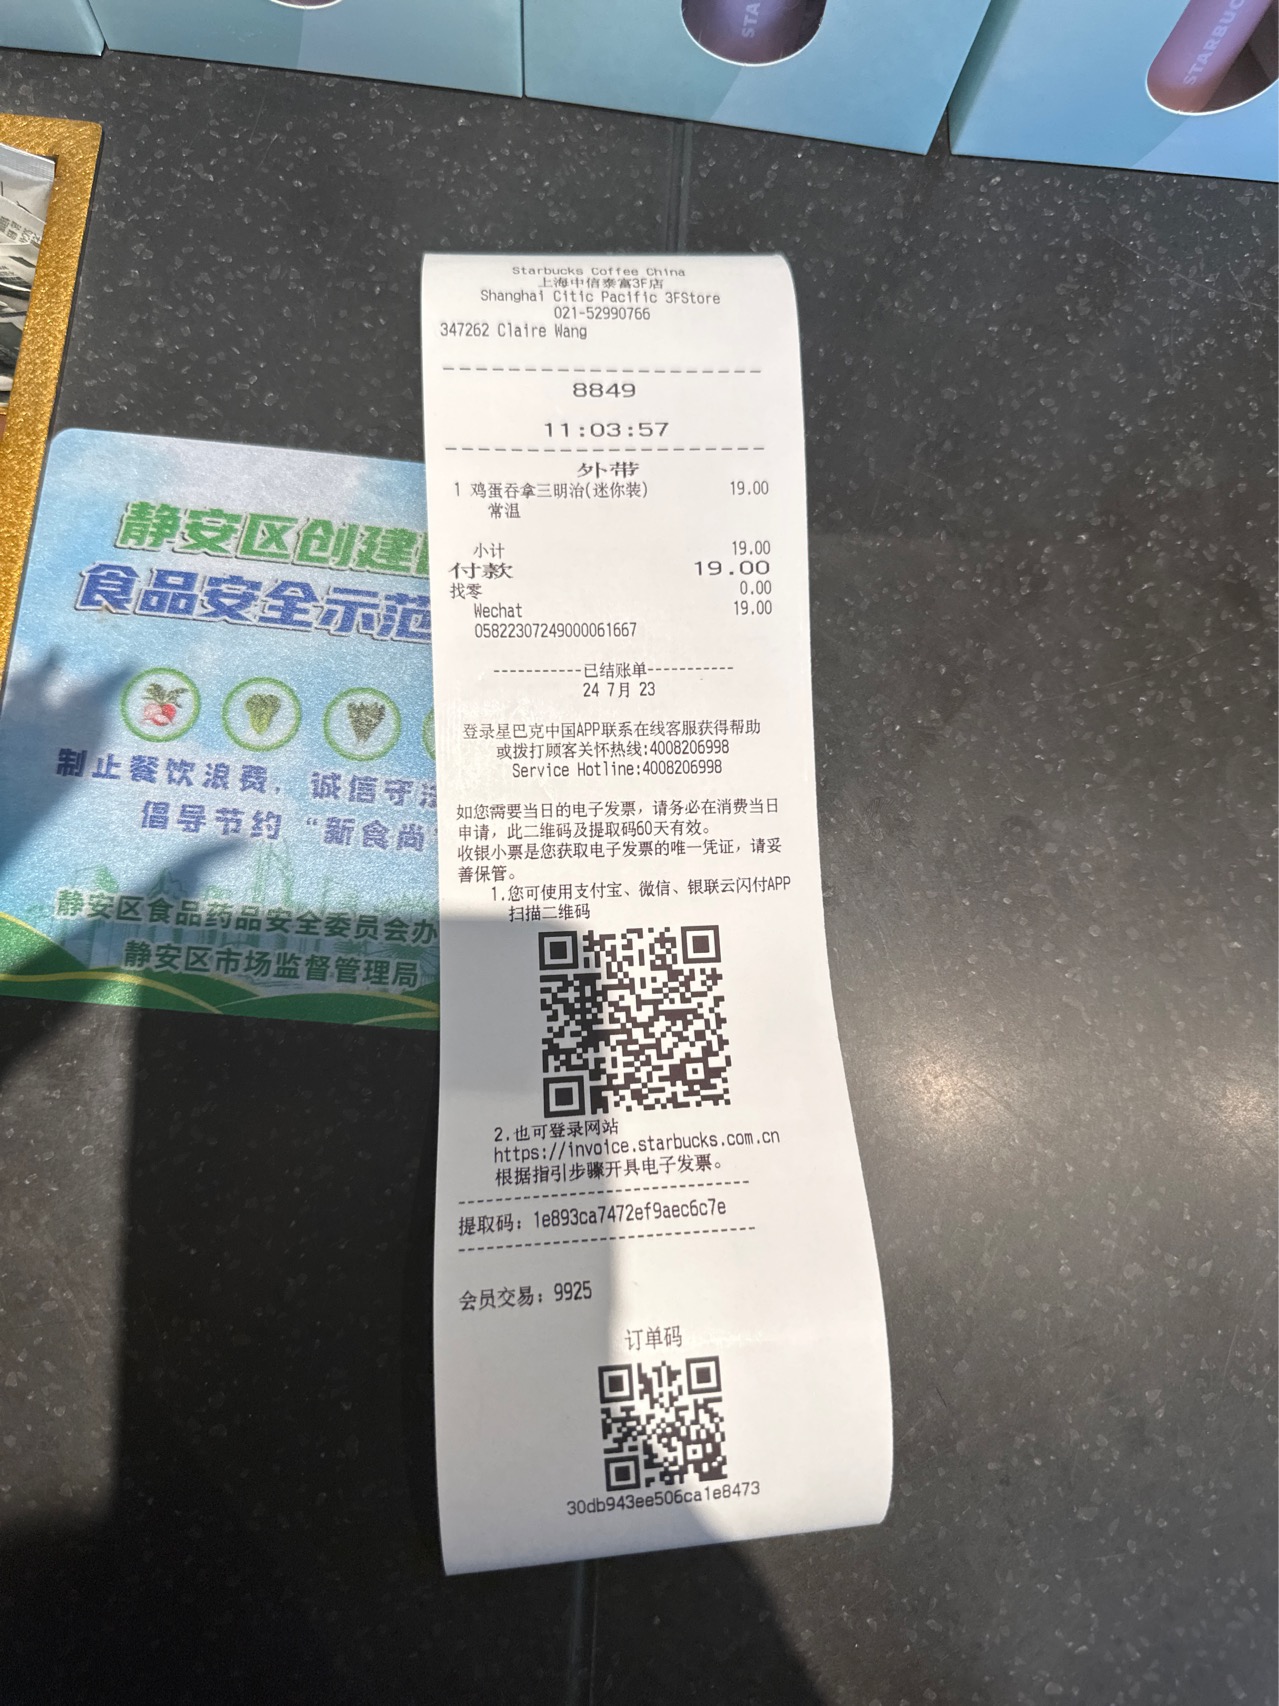 STA
STARBUC
Starbucks Coffee China
上海中信泰富3F店
Shanghai Citic Pacific 3FStore
021-52990766
347262 Claire Wang
8849
11:03:57
外带
1 鸡蛋吞拿三明治(迷你装) 19.00
常温
小计 19.00
付款 19.00
找零 0.00
Wechat 19.00
05822307249000061667
-----------已结账单-----------
24 7月 23
登录星巴克中国APP联系在线客服获得帮助
或拨打顾客关怀热线:4008206998
Service Hotline:4008206998
如您需要当日的电子发票，请务必在消费当日
申请，此二维码及提取码60天有效。
收银小票是您获取电子发票的唯一凭证，请妥
善保管。
1.您可使用支付宝、微信、银联云闪付APP
扫描二维码
2.也可登录网站
https://invoice.starbucks.com.cn
根据指引步骤开具电子发票。
提取码：1e893ca7472ef9aec6c7e
会员交易：9925
订单码
30db943ee506ca1e8473
静安区创建
食品安全示范
制止餐饮浪费，诚信守
倡导节约“新食尚
静安区食品药品安全委员会办
静安区市场监督管理局